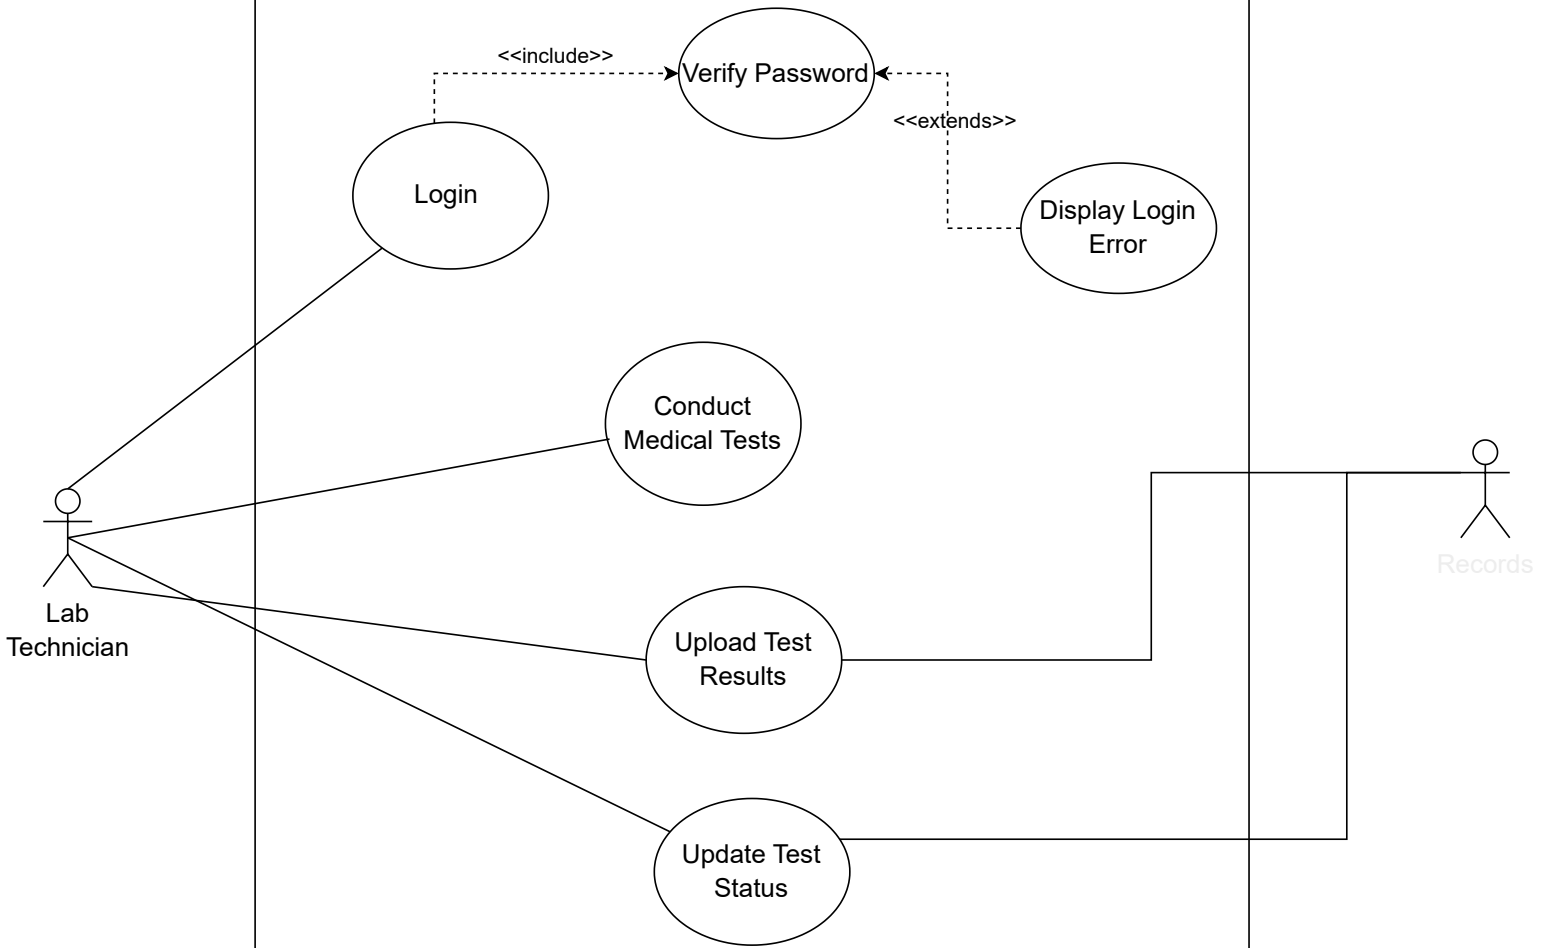 <<include>>
Verify Password
<<extends>>
Login
Display Login
Error
Conduct
Medical Tests
Records
Lab
Technician
Upload Test
Results
Update Test
Status